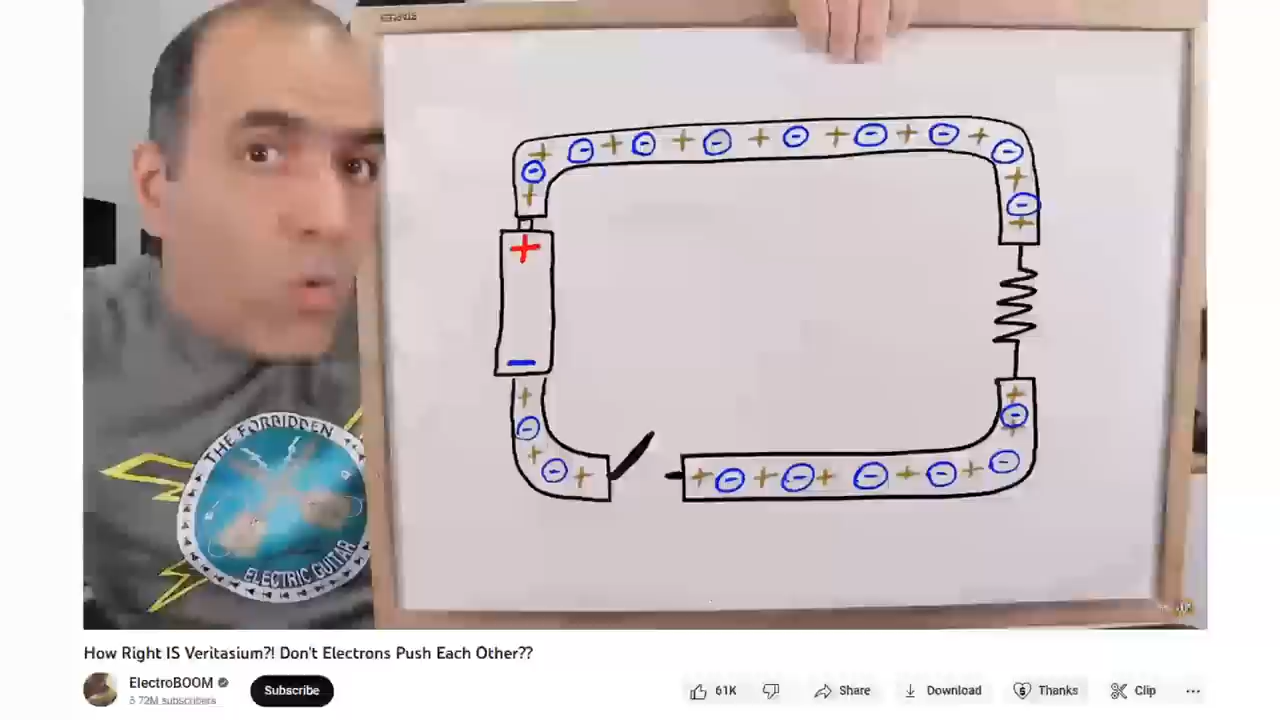 THE FORBIDDEN
ELECTRIC GUITAR
How Right IS Veritasium?! Don't Electrons Push Each Other??
ElectroBOOM
3.72M subscribers
Subscribe
61K
Share
Download
Thanks
Clip